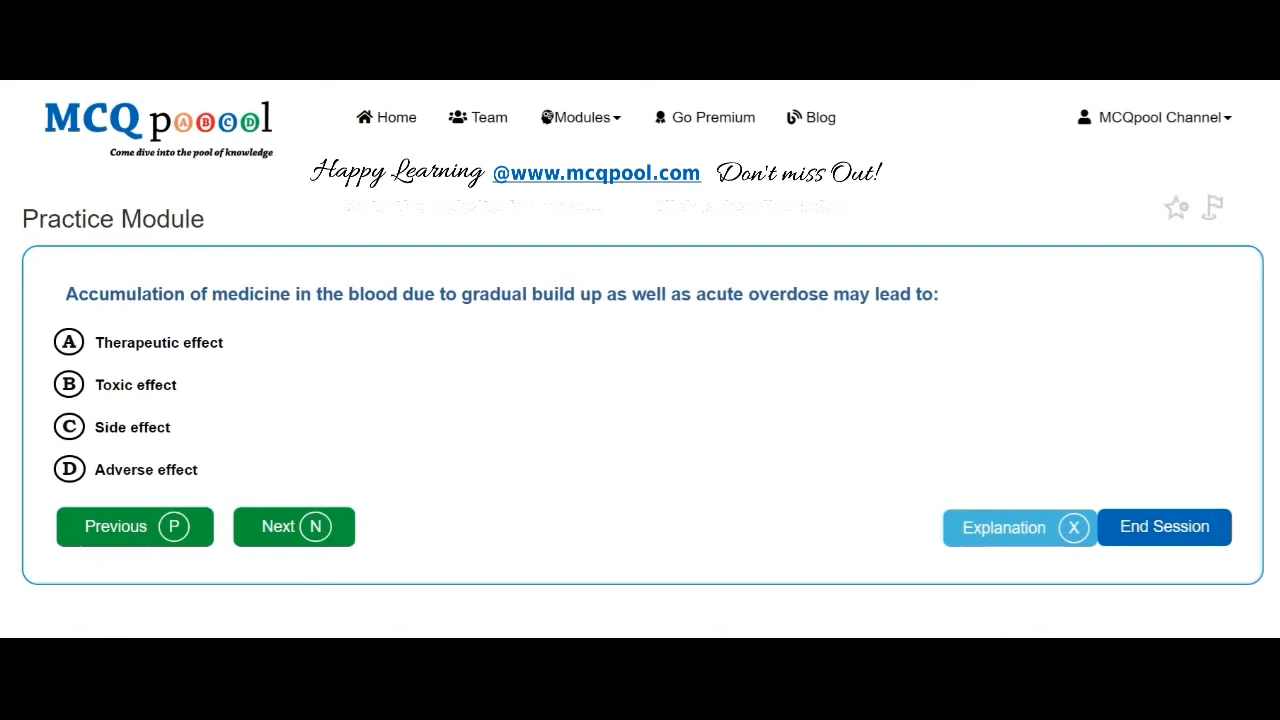 MCQ poool
Come dive into the pool of knowledge
Home Team Modules Go Premium Blog MCQpool Channel
Happy Learning @www.mcqpool.com Don't miss Out!
Practice Module
Accumulation of medicine in the blood due to gradual build up as well as acute overdose may lead to:
A Therapeutic effect
B Toxic effect
C Side effect
D Adverse effect
Previous P Next N Explanation X End Session